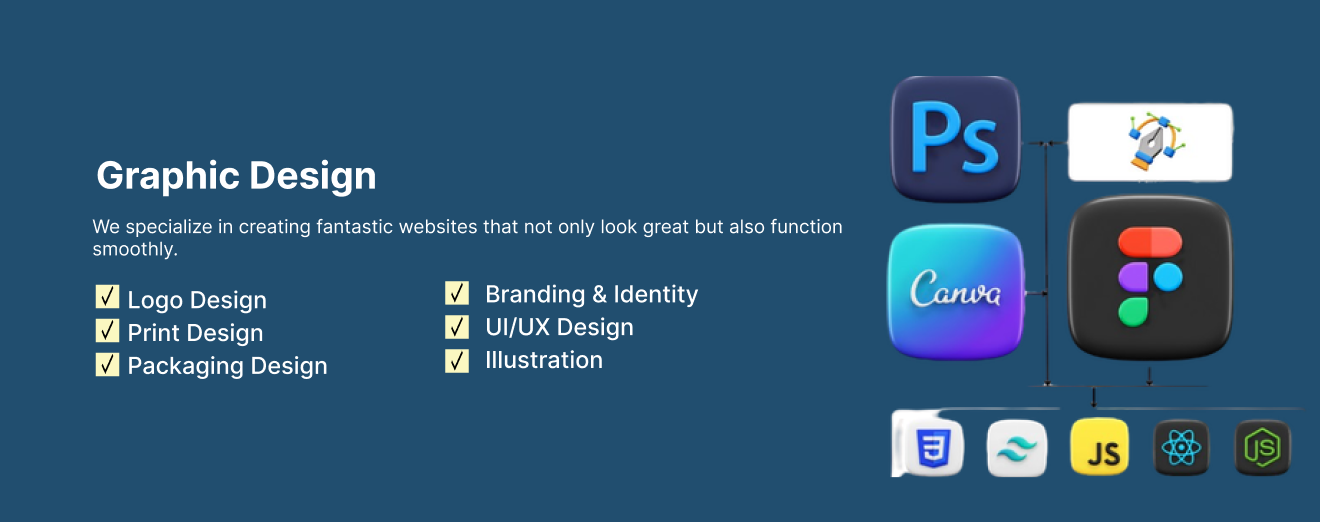 Graphic Design
We specialize in creating fantastic websites that not only look great but also function
smoothly.
Logo Design
Print Design
Packaging Design
Branding & Identity
UI/UX Design
Illustration
Ps
Canva
3
JS
JS